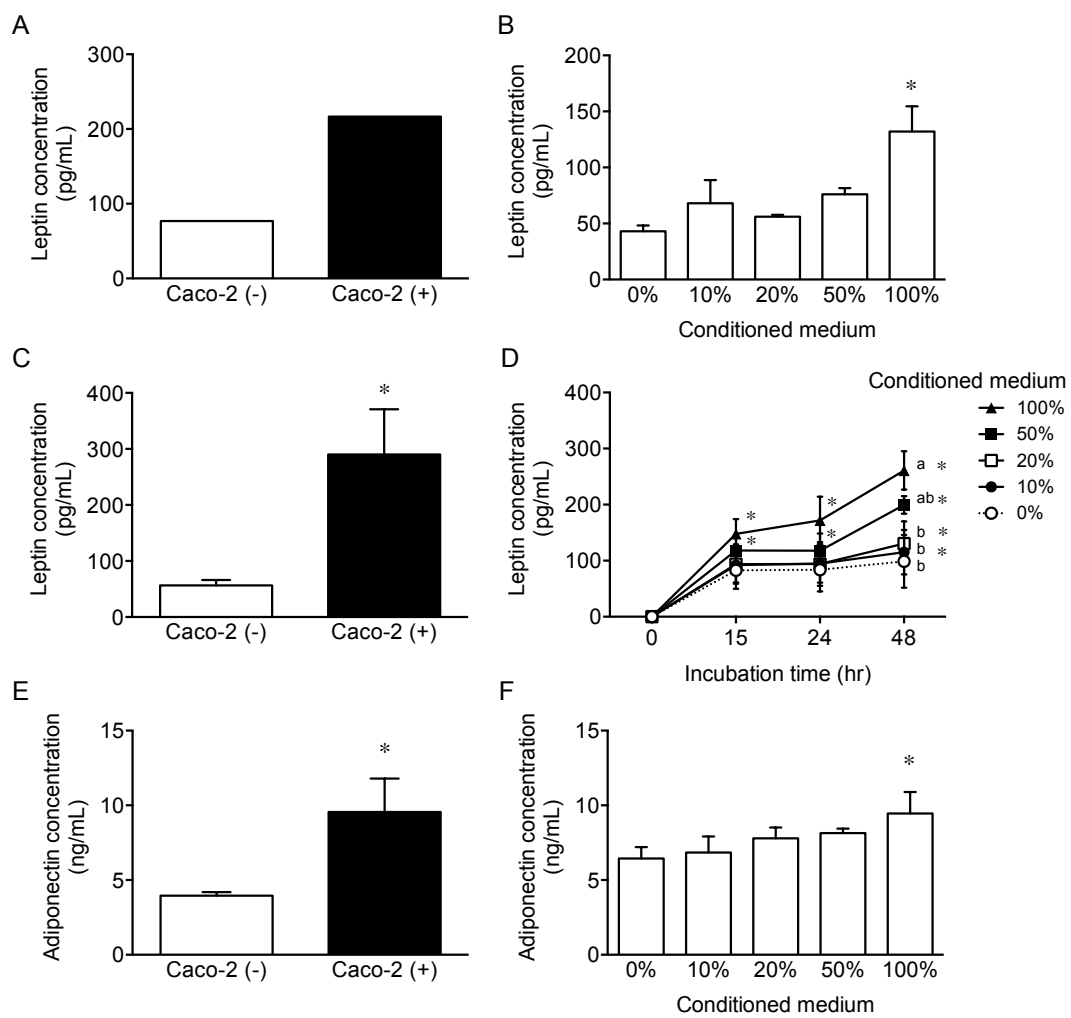 A
Leptin concentration
(pg/mL)
300
200
100
0
Caco-2 (-)
Caco-2 (+)
B
Leptin concentration
(pg/mL)
200
150
100
50
0
*
0%
10%
20%
50%
100%
Conditioned medium
C
Leptin concentration
(pg/mL)
400
300
200
100
0
*
Caco-2 (-)
Caco-2 (+)
D
Leptin concentration
(pg/mL)
400
300
200
100
0
Conditioned medium
100%
50%
20%
10%
0%
*
*
*
*
a *
ab *
b *
b *
b
0
15
24
48
Incubation time (hr)
E
Adiponectin concentration
(ng/mL)
15
10
5
0
*
Caco-2 (-)
Caco-2 (+)
F
Adiponectin concentration
(ng/mL)
15
10
5
0
*
0%
10%
20%
50%
100%
Conditioned medium